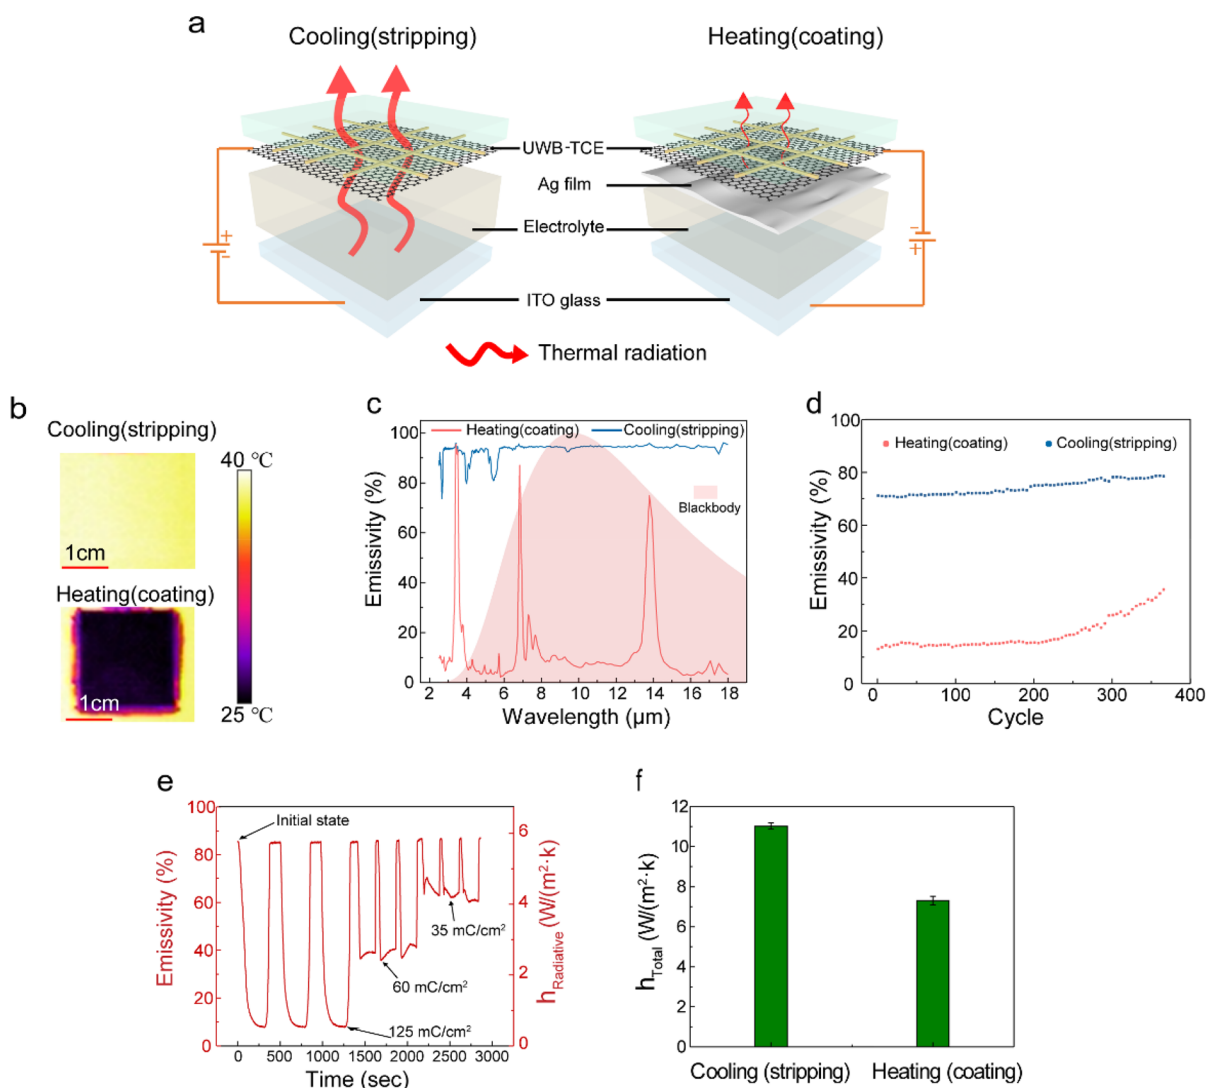 a
Cooling(stripping)
Heating(coating)
UWB-TCE
Ag film
Electrolyte
ITO glass
+
-
-
+
Thermal radiation
b
Cooling(stripping)
1cm
Heating(coating)
1cm
40 ℃
25 ℃
c
Heating(coating)
Cooling(stripping)
Blackbody
Emissivity (%)
100
80
60
40
20
0
2 4 6 8 10 12 14 16 18
Wavelength (μm)
d
Heating(coating)
Cooling(stripping)
Emissivity (%)
100
80
60
40
20
0
0 100 200 300 400
Cycle
e
Initial state
35 mC/cm²
60 mC/cm²
125 mC/cm²
Emissivity (%)
100
80
60
40
20
0
6
4
2
0
hRadiative (W/(m²·k)
0 500 1000 1500 2000 2500 3000
Time (sec)
f
hTotal (W/(m²·k)
12
10
8
6
4
2
0
Cooling (stripping)
Heating (coating)